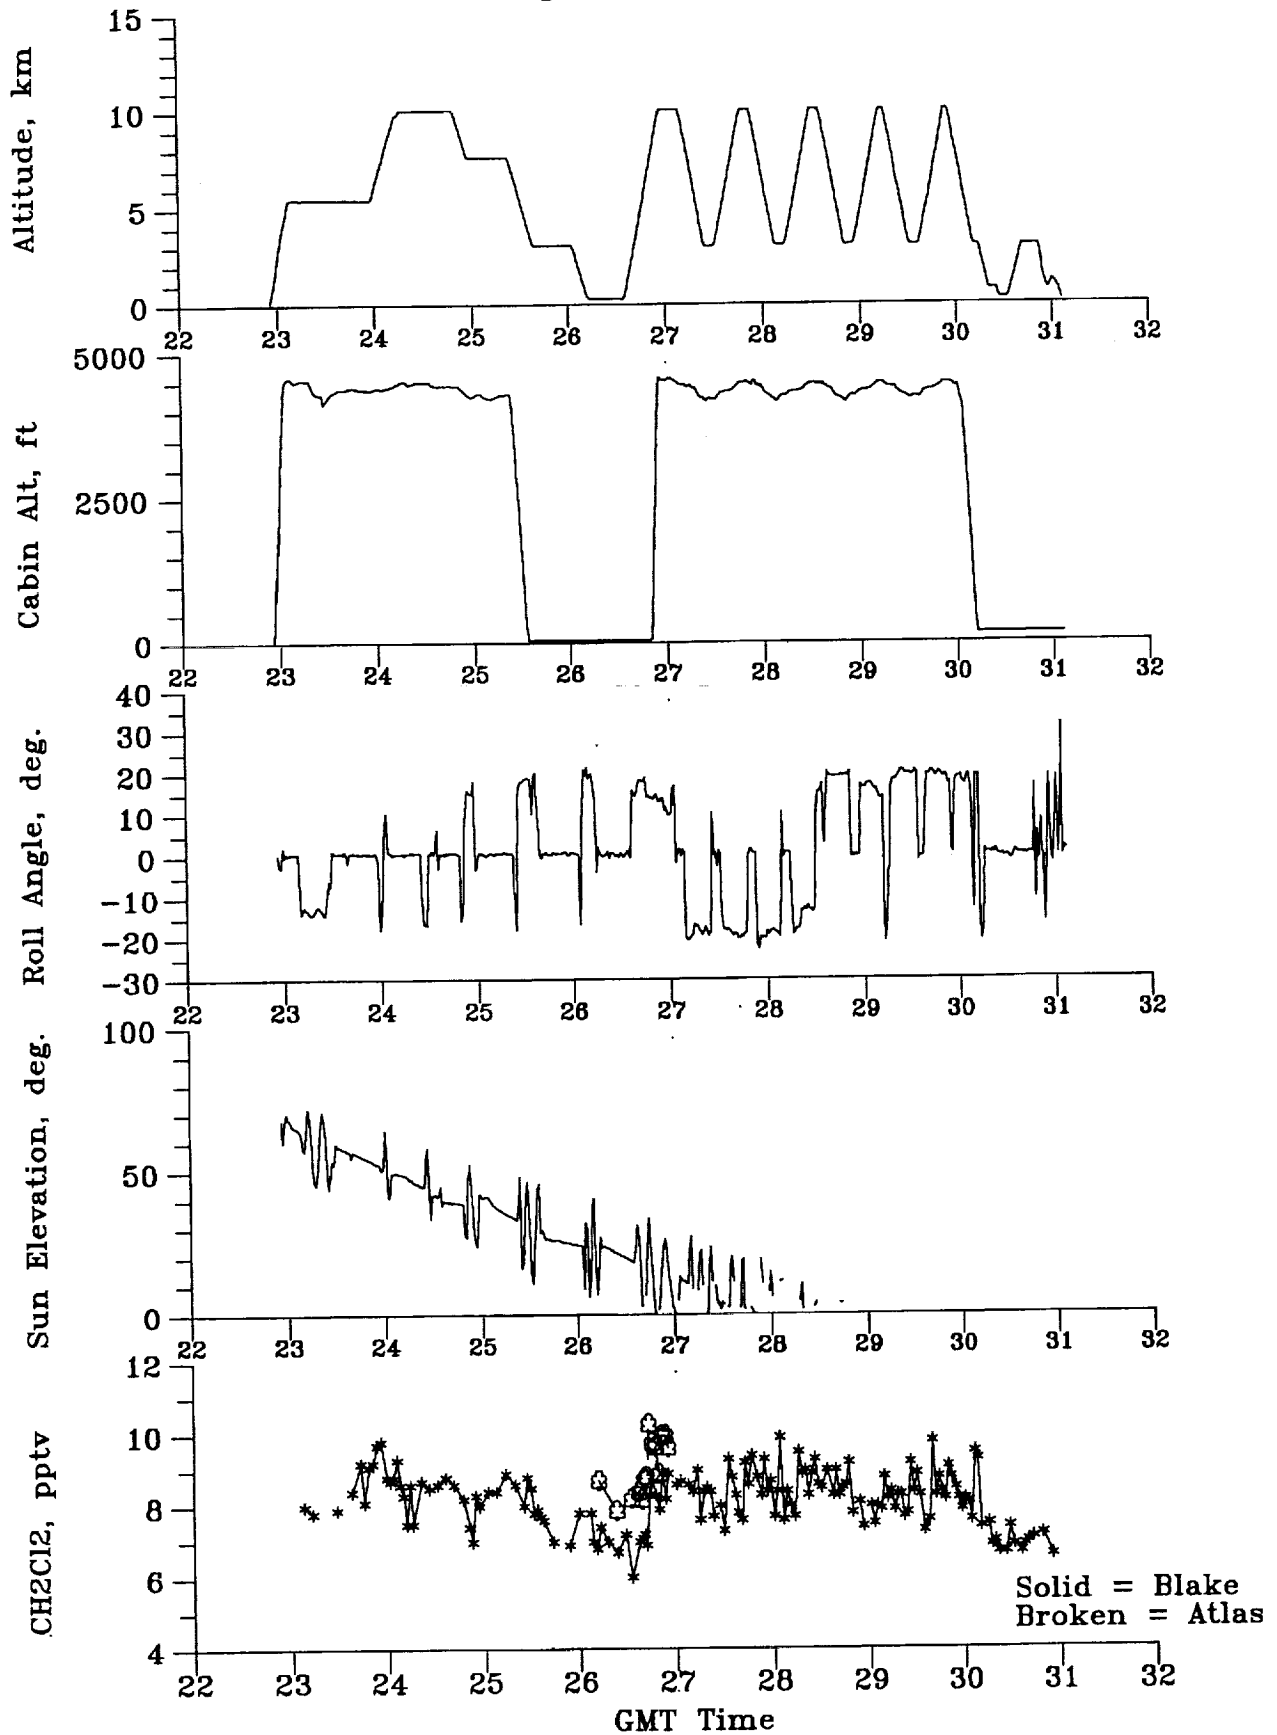 15
10
5
0
Altitude, km
22 23 24 25 26 27 28 29 30 31 32
5000
2500
0
Cabin Alt, ft
22 23 24 25 26 27 28 29 30 31 32
40
30
20
10
0
-10
-20
-30
Roll Angle, deg.
22 23 24 25 26 27 28 29 30 31 32
100
50
0
Sun Elevation, deg.
22 23 24 25 26 27 28 29 30 31 32
12
10
8
6
4
CH2Cl2, pptv
Solid = Blake
Broken = Atlas
22 23 24 25 26 27 28 29 30 31 32
GMT Time